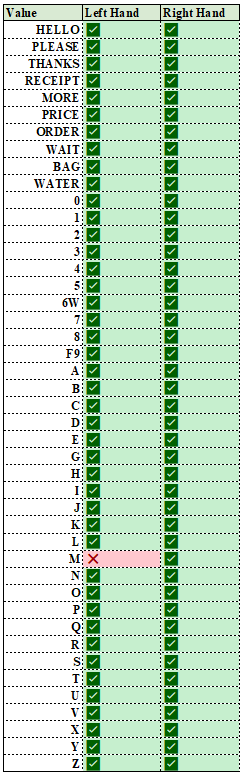 Value Left Hand Right Hand
HELLO ✓ ✓
PLEASE ✓ ✓
THANKS ✓ ✓
RECEIPT ✓ ✓
MORE ✓ ✓
PRICE ✓ ✓
ORDER ✓ ✓
WAIT ✓ ✓
BAG ✓ ✓
WATER ✓ ✓
0 ✓ ✓
1 ✓ ✓
2 ✓ ✓
3 ✓ ✓
4 ✓ ✓
5 ✓ ✓
6W ✓ ✓
7 ✓ ✓
8 ✓ ✓
F9 ✓ ✓
A ✓ ✓
B ✓ ✓
C ✓ ✓
D ✓ ✓
E ✓ ✓
G ✓ ✓
H ✓ ✓
I ✓ ✓
J ✓ ✓
K ✓ ✓
L ✓ ✓
M ✗ ✓
N ✓ ✓
O ✓ ✓
P ✓ ✓
Q ✓ ✓
R ✓ ✓
S ✓ ✓
T ✓ ✓
U ✓ ✓
V ✓ ✓
X ✓ ✓
Y ✓ ✓
Z ✓ ✓